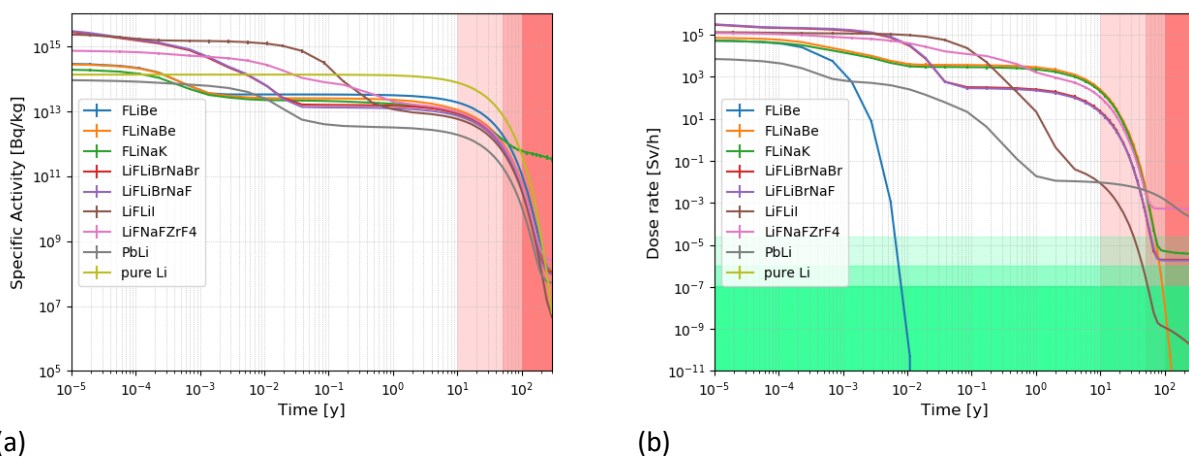 10^15
10^13
10^11
10^9
10^7
10^5
Specific Activity [Bq/kg]
FLiBe
FLiNaBe
FLiNaK
LiFLiBrNaBr
LiFLiBrNaF
LiFLiI
LiFNaFZrF4
PbLi
pure Li
10^-5 10^-4 10^-3 10^-2 10^-1 10^0 10^1 10^2
Time [y]
(a)
10^5
10^3
10^1
10^-1
10^-3
10^-5
10^-7
10^-9
10^-11
Dose rate [Sv/h]
FLiBe
FLiNaBe
FLiNaK
LiFLiBrNaBr
LiFLiBrNaF
LiFLiI
LiFNaFZrF4
PbLi
pure Li
10^-5 10^-4 10^-3 10^-2 10^-1 10^0 10^1 10^2
Time [y]
(b)